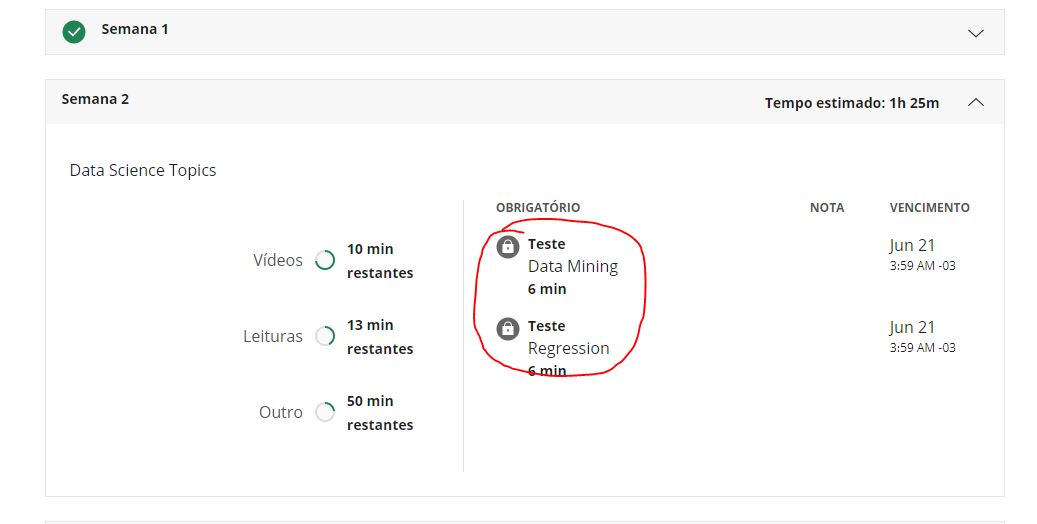 Semana 1
Semana 2
Tempo estimado: 1h 25m
Data Science Topics
Vídeos
10 min
restantes
Leituras
13 min
restantes
Outro
50 min
restantes
OBRIGATÓRIO
NOTA
VENCIMENTO
Teste
Data Mining
6 min
Jun 21
3:59 AM -03
Teste
Regression
6 min
Jun 21
3:59 AM -03